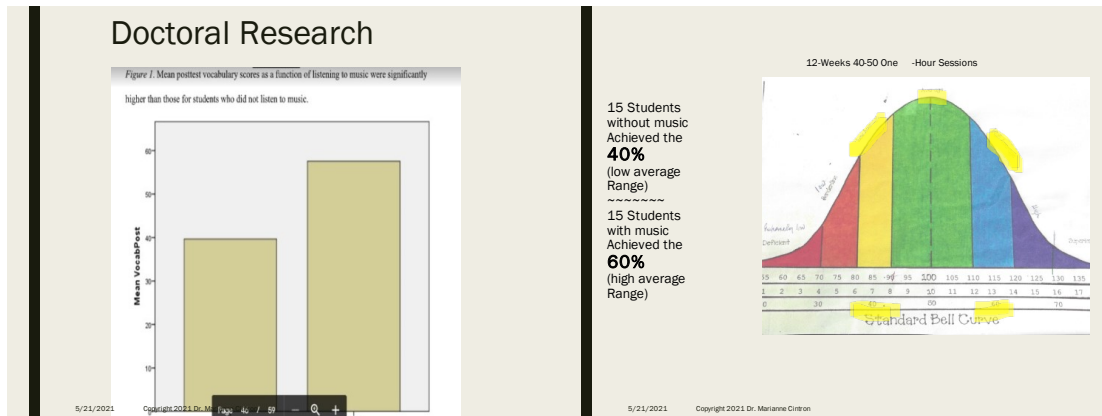 Doctoral Research
Figure 1. Mean posttest vocabulary scores as a function of listening to music were significantly
higher than those for students who did not listen to music.
60
50
40
30
20
10
Mean VocabPost
Page 46 / 59
5/21/2021
Copyright 2021 Dr. Ma
12-Weeks 40-50 One -Hour Sessions
15 Students
without music
Achieved the
40%
(low average
Range)
~~~~~~~
15 Students
with music
Achieved the
60%
(high average
Range)
Deficient
60 65 70 75 80 85 90 95 100 105 110 115 120 125 130 135
1 2 3 4 5 6 7 8 9 10 11 12 13 14 15 16 17
30 70
Standard Bell Curve
5/21/2021
Copyright 2021 Dr. Marianne Cintron